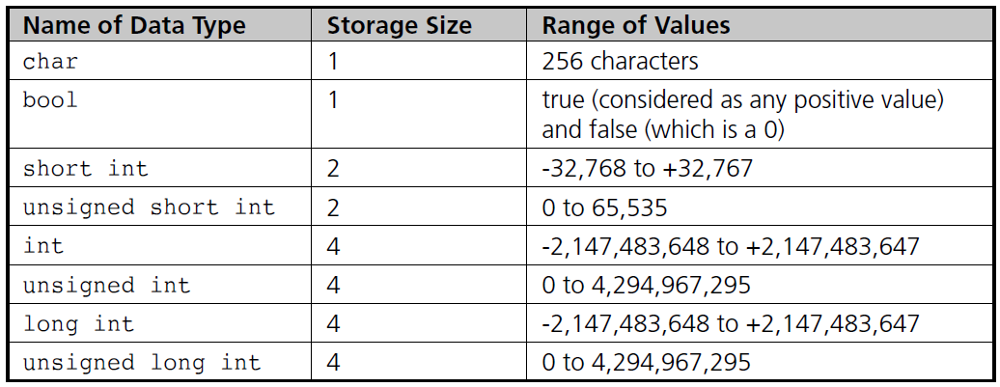 Name of Data Type Storage Size Range of Values
char 1 256 characters
bool 1 true (considered as any positive value)
and false (which is a 0)
short int 2 -32,768 to +32,767
unsigned short int 2 0 to 65,535
int 4 -2,147,483,648 to +2,147,483,647
unsigned int 4 0 to 4,294,967,295
long int 4 -2,147,483,648 to +2,147,483,647
unsigned long int 4 0 to 4,294,967,295